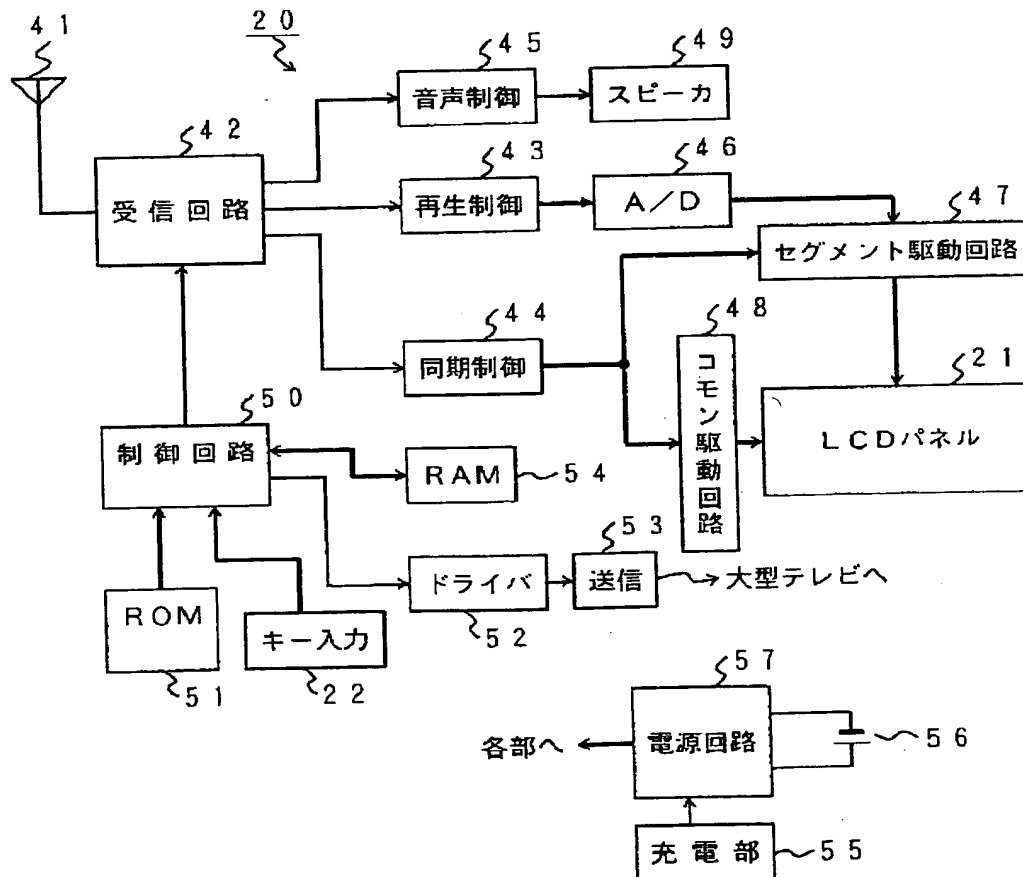 41
20
45
49
音声制御
スピーカ
42
43
46
受信回路
再生制御
A/D
47
セグメント駆動回路
44
48
同期制御
コモン駆動回路
21
LCDパネル
50
制御回路
RAM
54
53
ドライバ
送信
大型テレビへ
52
ROM
キー入力
51
22
57
各部へ
電源回路
56
充電部
55